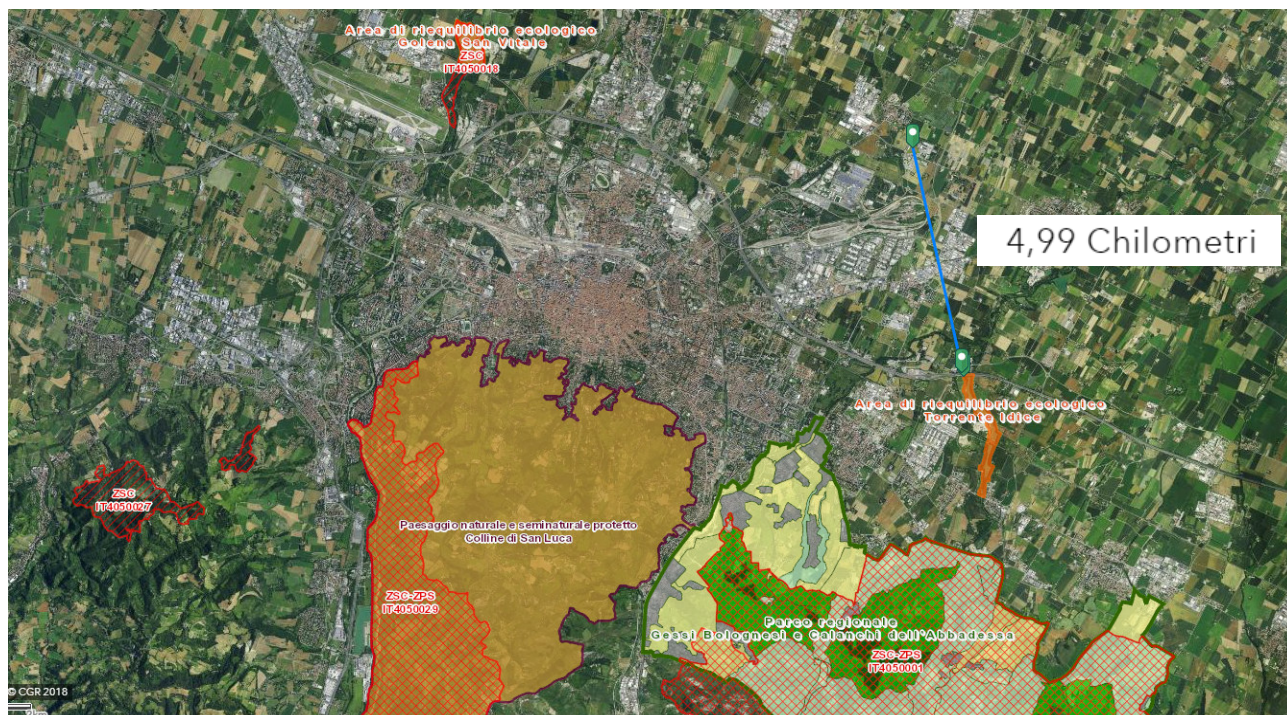 Area di riequilibrio ecologico
Golena San Vitale
ZSC
IT4050018
4,99 Chilometri
Area di riequilibrio ecologico
Torrente Idice
ZSC
IT4050027
Paesaggio naturale e seminaturale protetto
Colline di San Luca
ZSC-ZPS
IT4050029
Parco regionale
Gessi Bolognesi e Calanchi dell'Abbadessa
ZSC-ZPS
IT4050001
© CGR 2018